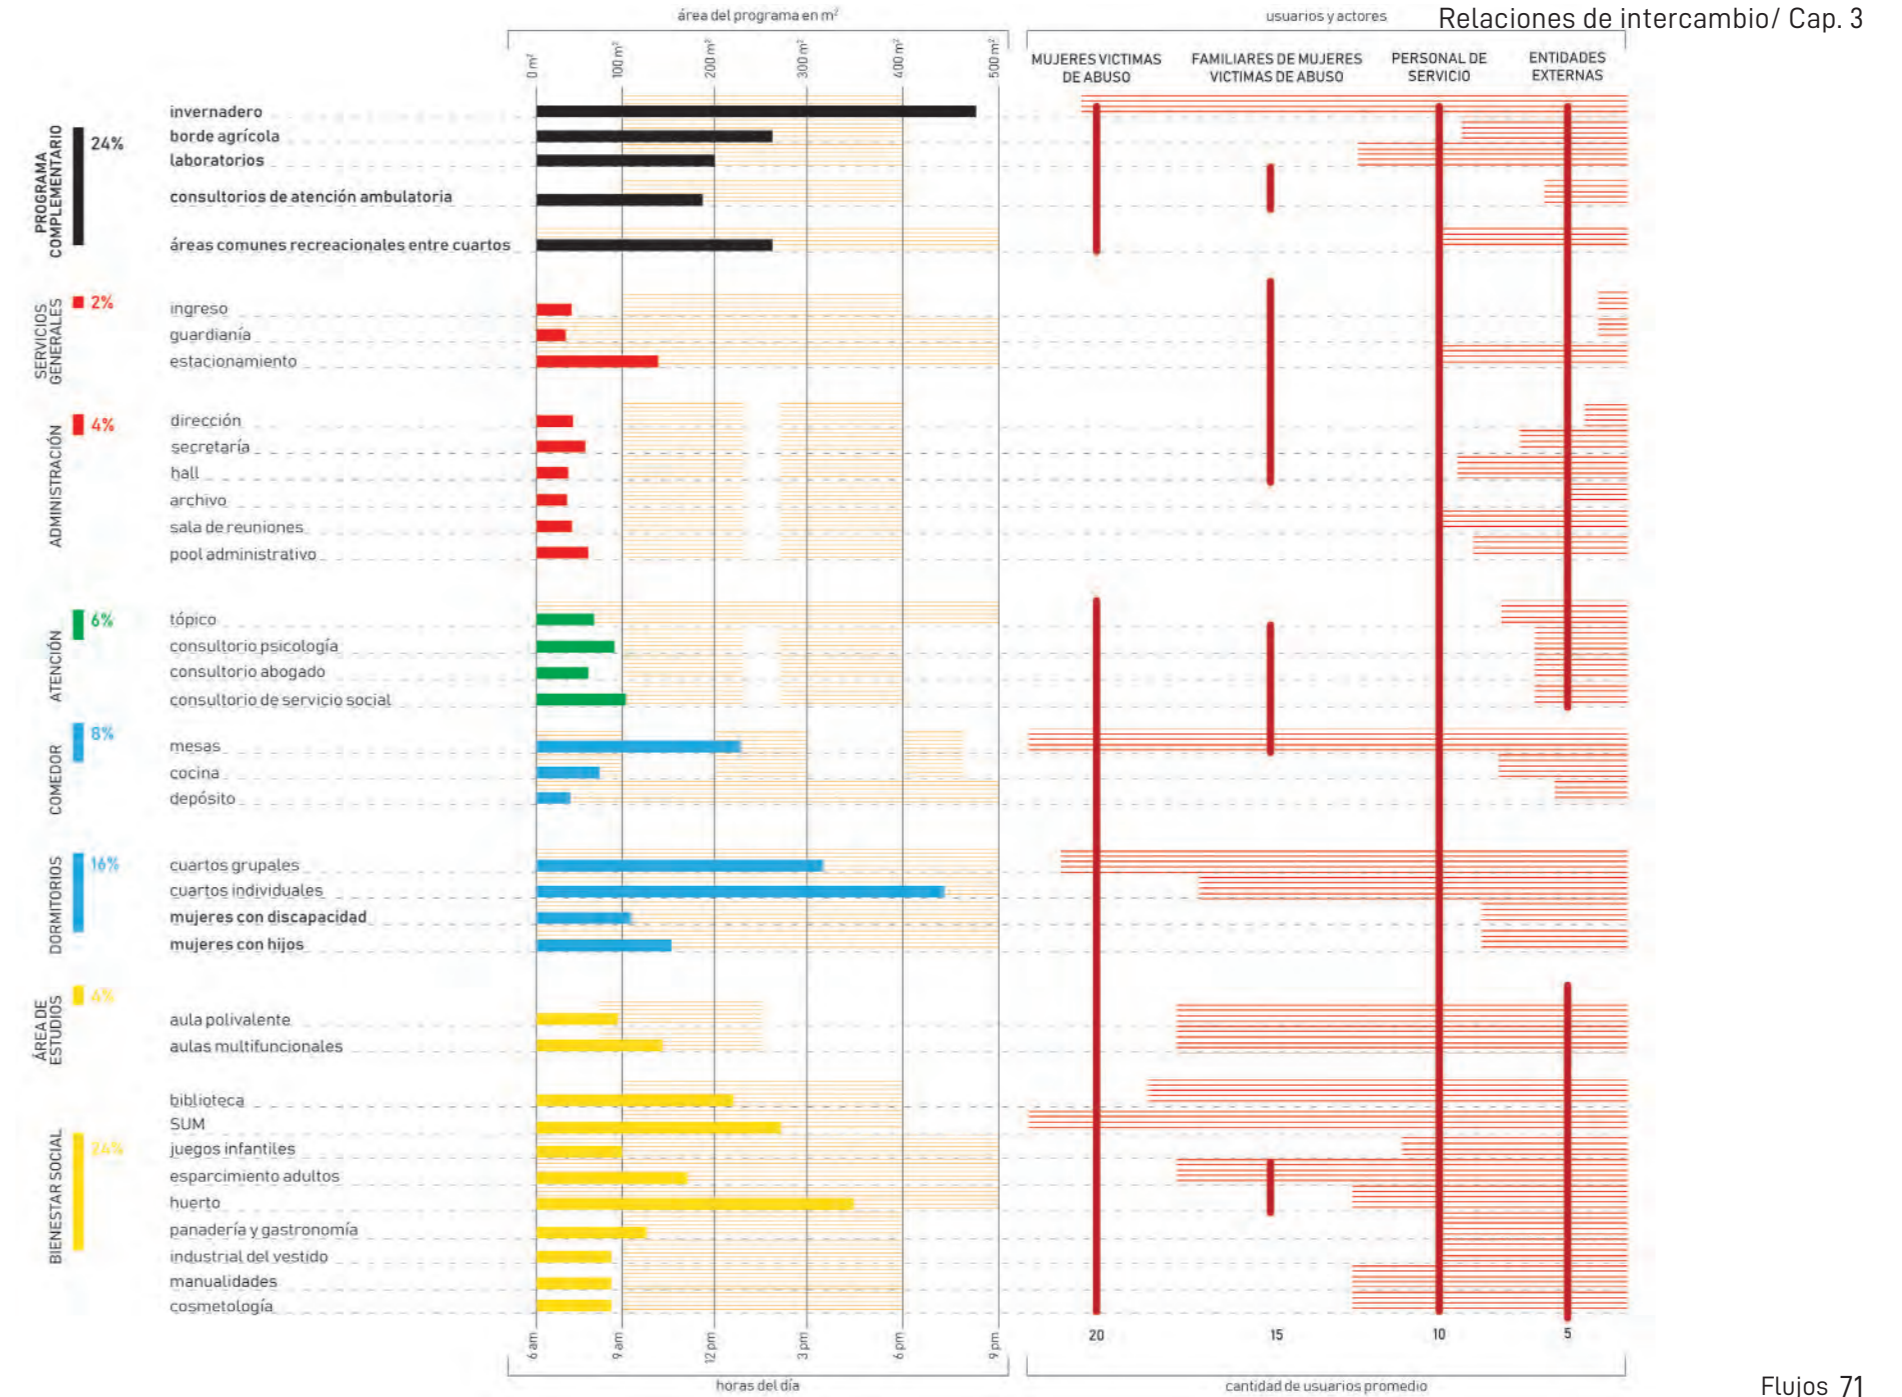 Relaciones de intercambio/ Cap. 3
área del programa en m²
usuarios y actores
0 m²
100 m²
200 m²
300 m²
400 m²
500 m²
MUJERES VICTIMAS
DE ABUSO
FAMILIARES DE MUJERES
VICTIMAS DE ABUSO
PERSONAL DE
SERVICIO
ENTIDADES
EXTERNAS
PROGRAMA
COMPLEMENTARIO
24%
invernadero
borde agrícola
laboratorios
consultorios de atención ambulatoria
áreas comunes recreacionales entre cuartos
SERVICIOS
GENERALES
2%
ingreso
guardianía
estacionamiento
ADMINISTRACIÓN
4%
dirección
secretaría
hall
archivo
sala de reuniones
pool administrativo
ATENCIÓN
6%
tópico
consultorio psicología
consultorio abogado
consultorio de servicio social
COMEDOR
8%
mesas
cocina
depósito
DORMITORIOS
16%
cuartos grupales
cuartos individuales
mujeres con discapacidad
mujeres con hijos
ÁREA DE
ESTUDIOS
aula polivalente
aulas multifuncionales
BIENESTAR SOCIAL
biblioteca
SUM
juegos infantiles
esparcimiento adultos
huerto
panadería y gastronomía
industrial del vestido
manualidades
cosmetología
6 am
9 am
12 pm
3 pm
6 pm
9 pm
20
15
10
5
horas del día
cantidad de usuarios promedio
Flujos 71